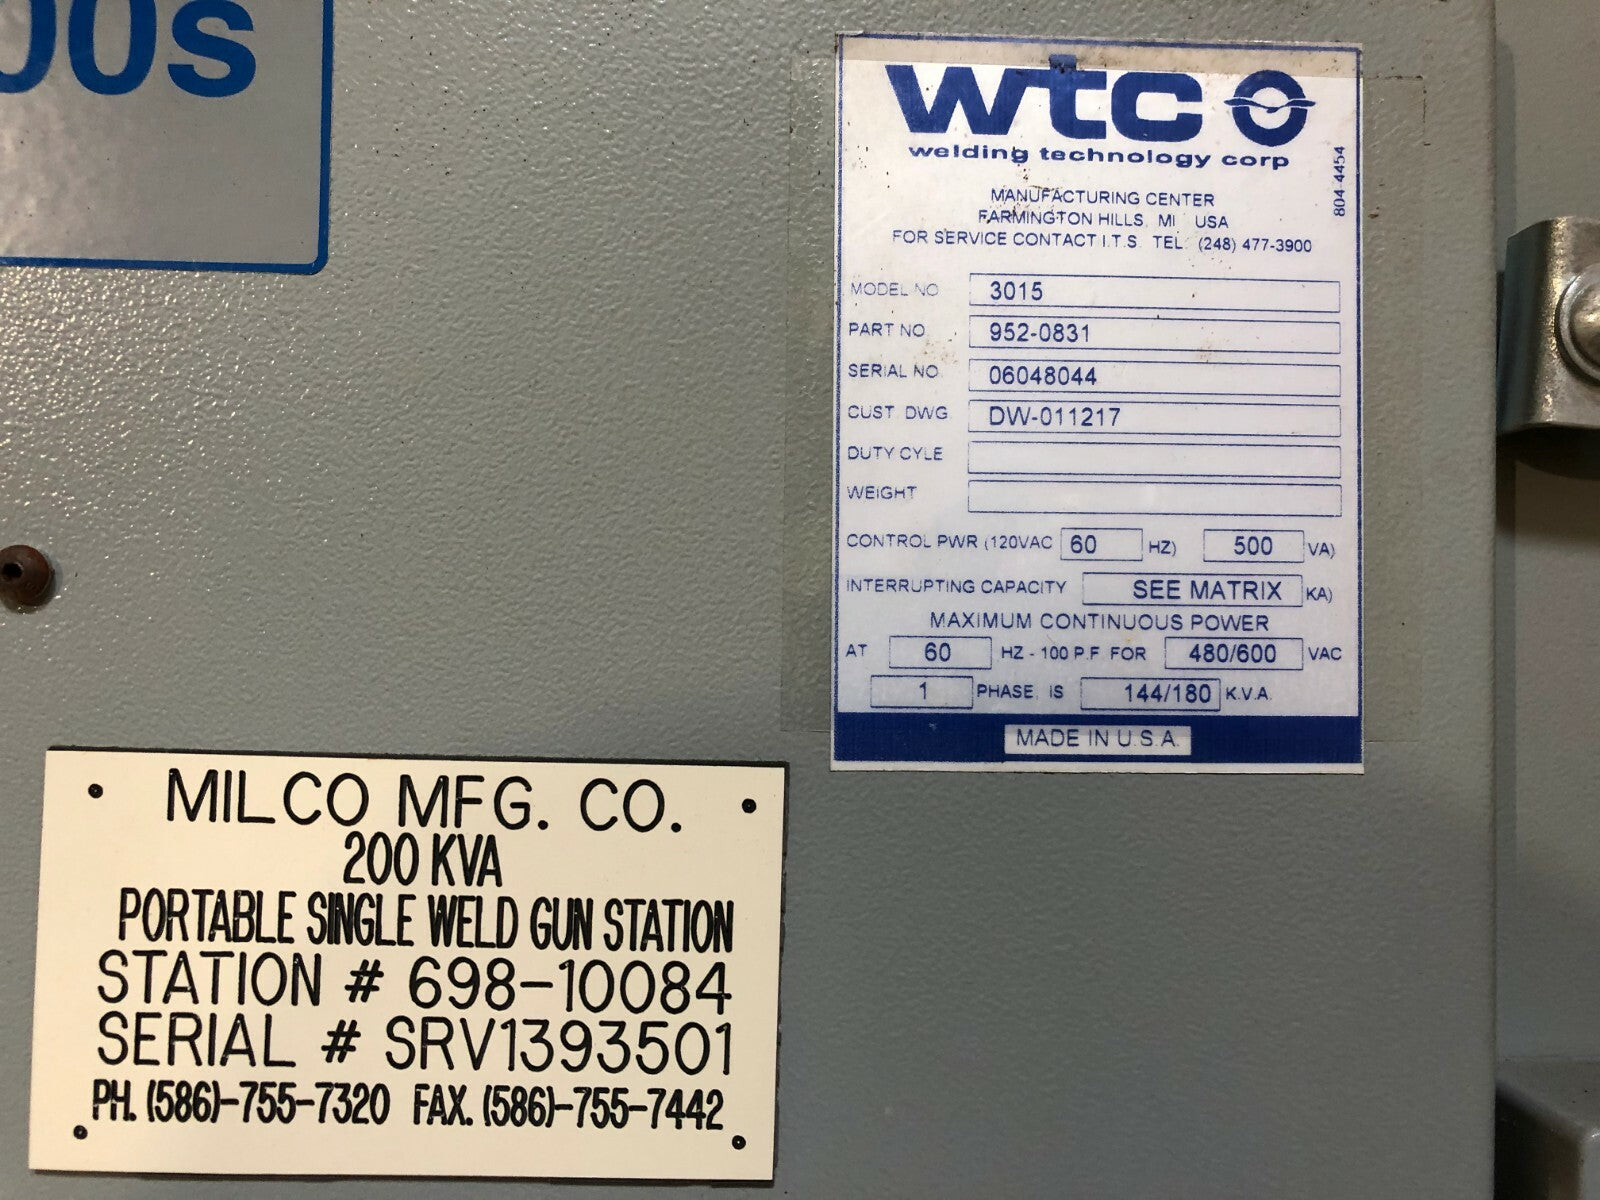 00s
wtc
welding technology corp
804-4454
MANUFACTURING CENTER
FARMINGTON HILLS, MI USA
FOR SERVICE CONTACT I.T.S. TEL: (248) 477-3900
MODEL NO 3015
PART NO. 952-0831
SERIAL NO. 06048044
CUST. DWG DW-011217
DUTY CYLE
WEIGHT
CONTROL PWR (120VAC 60 HZ) 500 VA)
INTERRUPTING CAPACITY SEE MATRIX KA)
MAXIMUM CONTINUOUS POWER
AT 60 HZ - 100 P.F. FOR 480/600 VAC
1 PHASE, IS 144/180 K.V.A.
MADE IN U.S.A.
MILCO MFG. CO.
200 KVA
PORTABLE SINGLE WELD GUN STATION
STATION # 698-10084
SERIAL # SRV1393501
PH. (586)-755-7320 FAX. (586)-755-7442